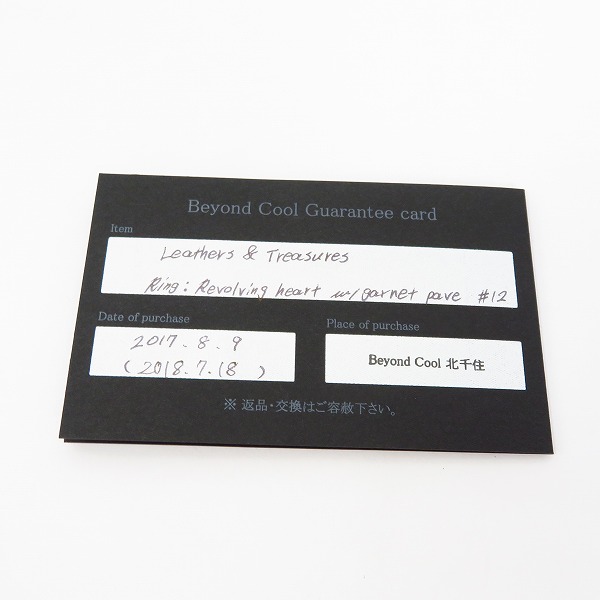 Beyond Cool Guarantee card
Item
Leathers & Treasures
Ring: Revolving heart w/ garnet pave #12
Date of purchase
2017.8.9
(2018.7.18)
Place of purchase
Beyond Cool 北千住
※ 返品・交換はご容赦下さい。